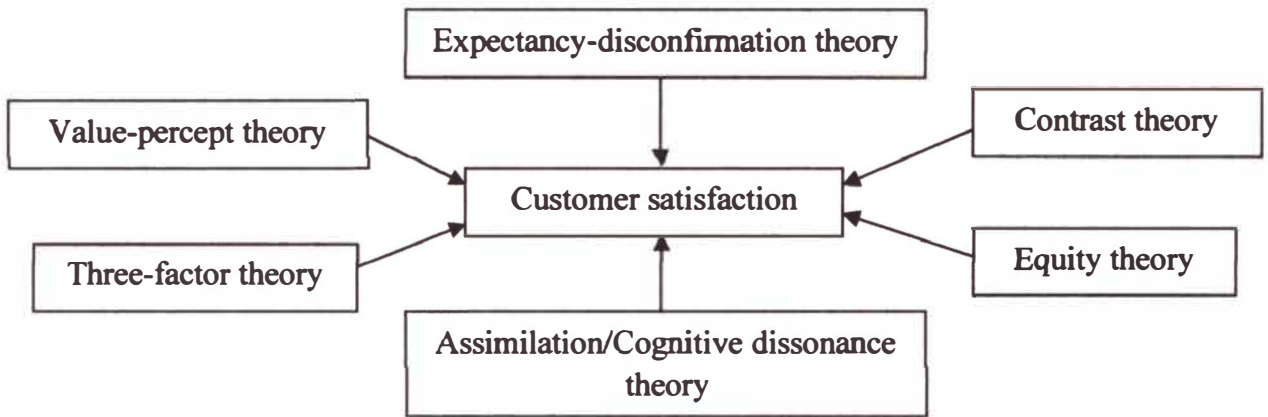 Expectancy-disconfirmation theory
Value-percept theory
Contrast theory
Customer satisfaction
Three-factor theory
Equity theory
Assimilation/Cognitive dissonance
theory